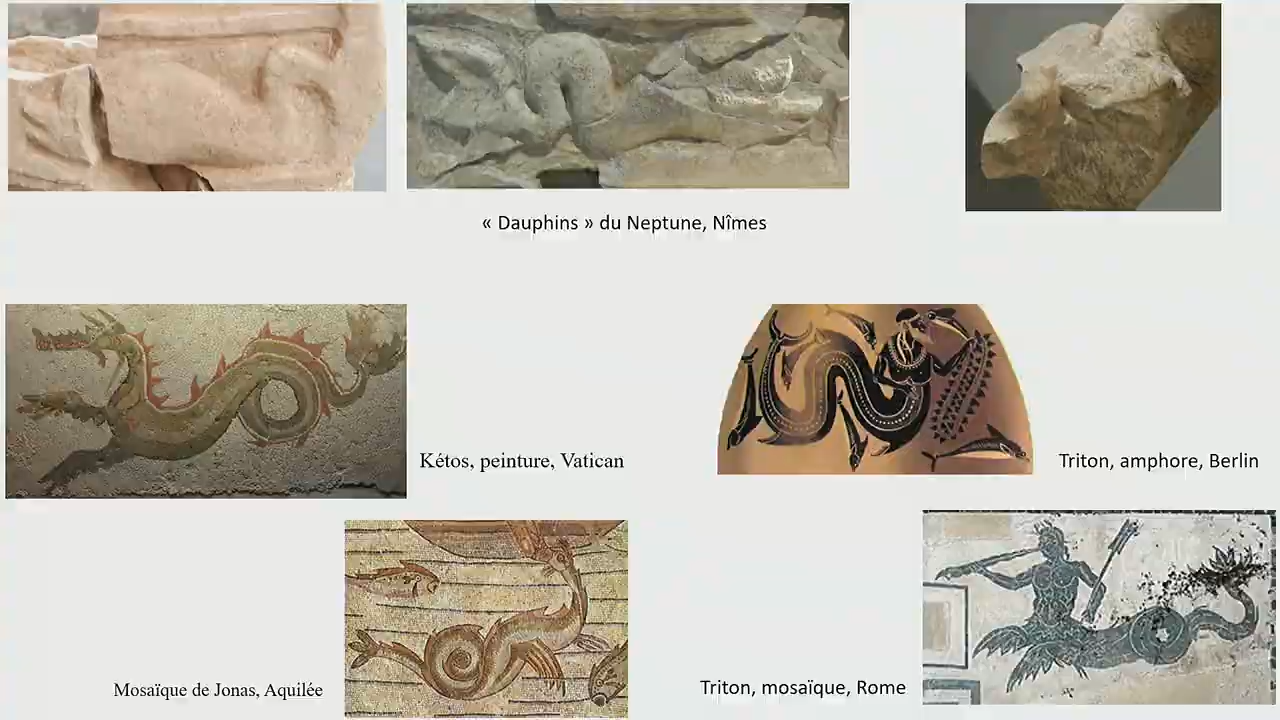 « Dauphins » du Neptune, Nîmes
Kétos, peinture, Vatican
Triton, amphore, Berlin
Mosaïque de Jonas, Aquilée
Triton, mosaïque, Rome